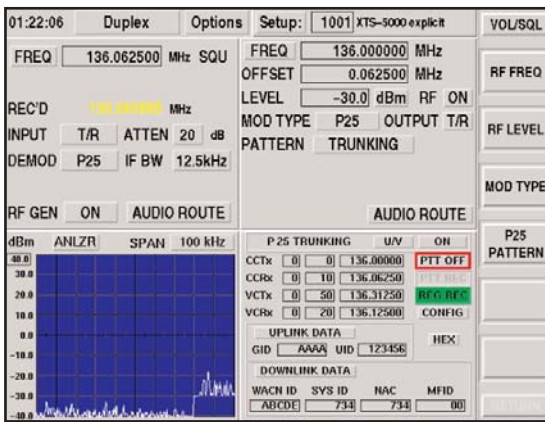 01:22:06 Duplex Options Setup: 1001 XTS-5000 explicit
FREQ 136.062500 MHz SQU
REC'D MHz
INPUT T/R ATTEN 20 dB
DEMOD P25 IF BW 12.5kHz
RF GEN ON AUDIO ROUTE
FREQ 136.000000 MHz
OFFSET 0.062500 MHz
LEVEL -30.0 dBm RF ON
MOD TYPE P25 OUTPUT T/R
PATTERN TRUNKING
AUDIO ROUTE
dBm ANLZR SPAN 100 kHz
40.0
30.0
20.0
10.0
0.0
-10.0
-20.0
-30.0
-40.0
P25 TRUNKING U/V ON
CCTx 0 0 136.00000 PTT OFF
CCRx 0 10 136.06250 PTT REC
VCTx 0 50 136.31250 REG REC
VCRx 0 20 136.12500 CONFIG
UPLINK DATA HEX
GID AAAA UID 123456
DOWNLINK DATA
WACN ID SYS ID NAC MFID
ABCDE 734 734 00
VOL/SQL
RF FREQ
RF LEVEL
MOD TYPE
P25
PATTERN
RETURN